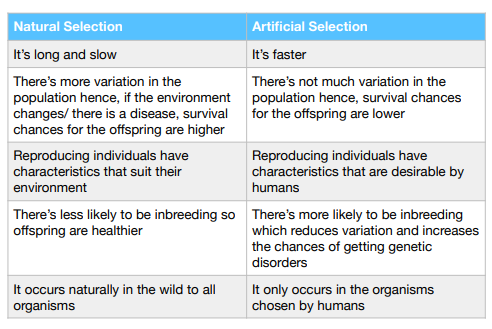 Natural Selection
Artificial Selection
It's long and slow
It's faster
There's more variation in the
population hence, if the environment
changes/ there is a disease, survival
chances for the offspring are higher
There's not much variation in the
population hence, survival chances
for the offspring are lower
Reproducing individuals have
characteristics that suit their
environment
Reproducing individuals have
characteristics that are desirable by
humans
There's less likely to be inbreeding so
offspring are healthier
There's more likely to be inbreeding
which reduces variation and increases
the chances of getting genetic
disorders
It occurs naturally in the wild to all
organisms
It only occurs in the organisms
chosen by humans